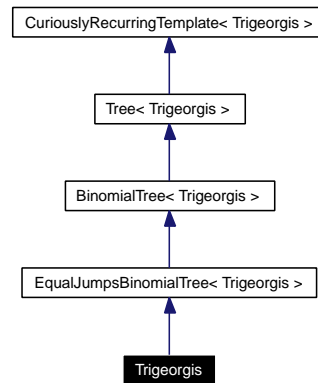 CuriouslyRecurringTemplate< Trigeorgis >
Tree< Trigeorgis >
BinomialTree< Trigeorgis >
EqualJumpsBinomialTree< Trigeorgis >
Trigeorgis